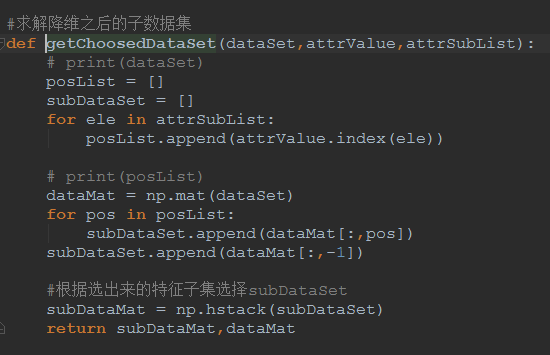 #求解降维之后的子数据集
def getChoosedDataSet(dataSet,attrValue,attrSubList):
    # print(dataSet)
    posList = []
    subDataSet = []
    for ele in attrSubList:
        posList.append(attrValue.index(ele))
    # print(posList)
    dataMat = np.mat(dataSet)
    for pos in posList:
        subDataSet.append(dataMat[:,pos])
    subDataSet.append(dataMat[:,-1])
    #根据选出来的特征子集选择subDataSet
    subDataMat = np.hstack(subDataSet)
    return subDataMat,dataMat